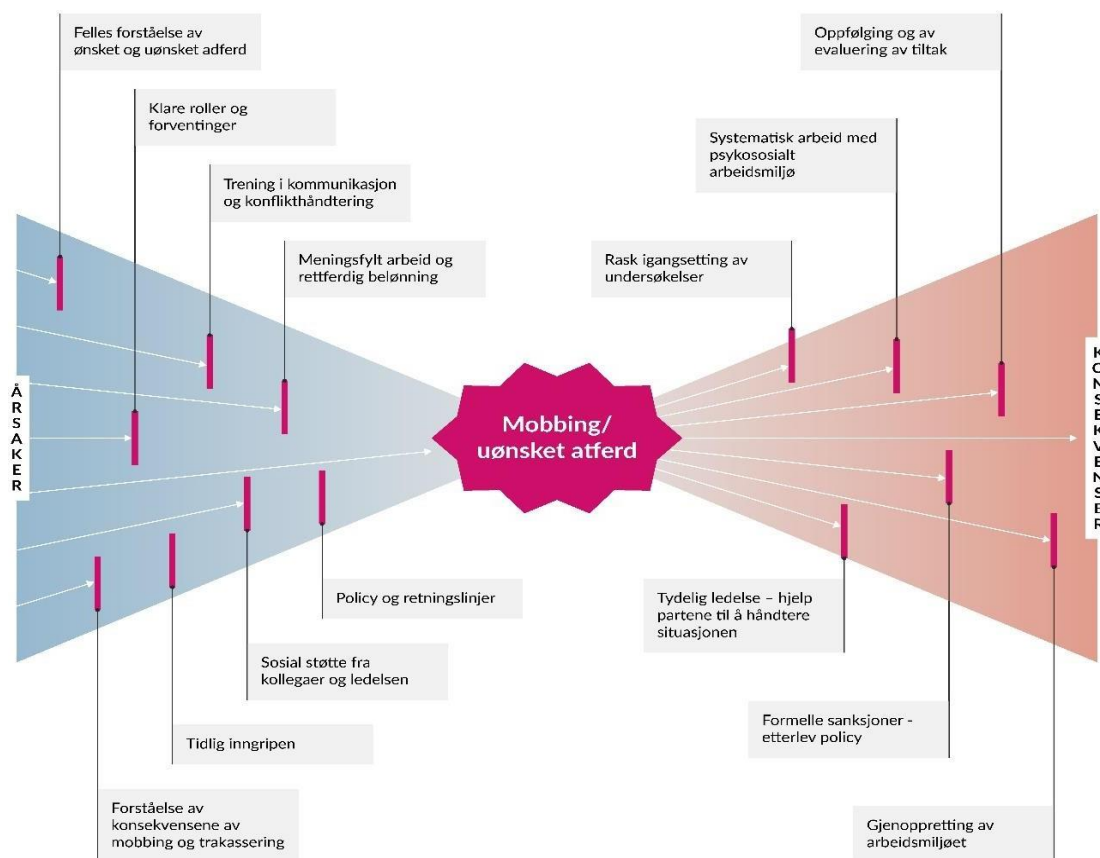 Felles forståelse av
ønsket og uønsket adferd
Klare roller og
forventinger
Trening i kommunikasjon
og konflikthåndtering
Meningsfylt arbeid og
rettferdig belønning
Oppfølging og av
evaluering av tiltak
Systematisk arbeid med
psykososialt
arbeidsmiljø
Rask igangsetting av
undersøkelser
ÅRSAKER
Mobbing/
uønsket atferd
KONSEKVENSER
Policy og retningslinjer
Sosial støtte fra
kollegaer og ledelsen
Tidlig inngripen
Forståelse av
konsekvensene av
mobbing og trakassering
Tydelig ledelse – hjelp
partene til å håndtere
situasjonen
Formelle sanksjoner -
etterlev policy
Gjenoppretting av
arbeidsmiljøet